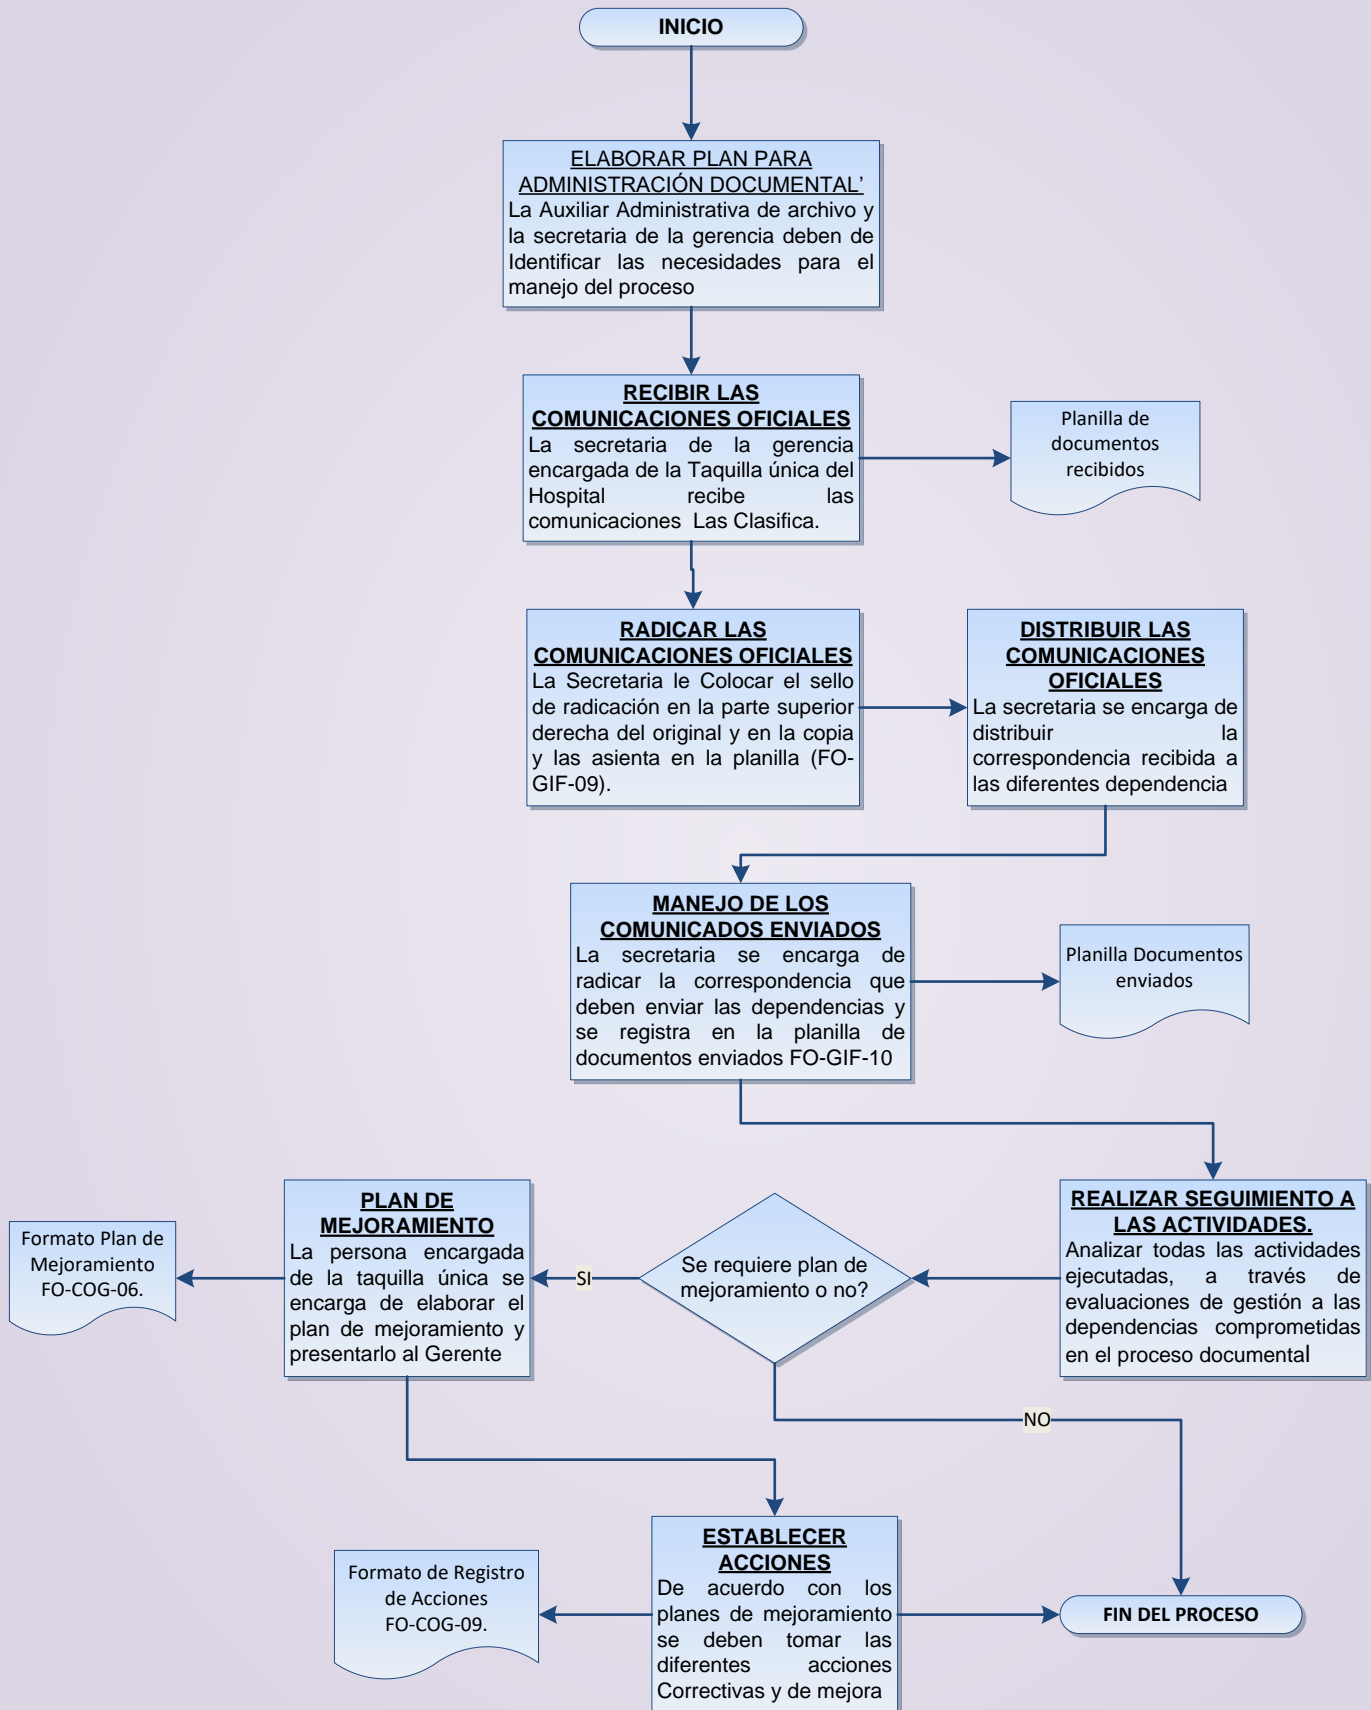 INICIO
ELABORAR PLAN PARA
ADMINISTRACIÓN DOCUMENTAL’
La Auxiliar Administrativa de archivo y
la secretaria de la gerencia deben de
Identificar las necesidades para el
manejo del proceso
RECIBIR LAS
COMUNICACIONES OFICIALES
La secretaria de la gerencia
encargada de la Taquilla única del
Hospital recibe las
comunicaciones Las Clasifica.
Planilla de
documentos
recibidos
RADICAR LAS
COMUNICACIONES OFICIALES
La Secretaria le Colocar el sello
de radicación en la parte superior
derecha del original y en la copia
y las asienta en la planilla (FO-
GIF-09).
DISTRIBUIR LAS
COMUNICACIONES
OFICIALES
La secretaria se encarga de
distribuir la
correspondencia recibida a
las diferentes dependencia
MANEJO DE LOS
COMUNICADOS ENVIADOS
La secretaria se encarga de
radicar la correspondencia que
deben enviar las dependencias y
se registra en la planilla de
documentos enviados FO-GIF-10
Planilla Documentos
enviados
REALIZAR SEGUIMIENTO A
LAS ACTIVIDADES.
Analizar todas las actividades
ejecutadas, a través de
evaluaciones de gestión a las
dependencias comprometidas
en el proceso documental
Se requiere plan de
mejoramiento o no?
SI
PLAN DE
MEJORAMIENTO
La persona encargada
de la taquilla única se
encarga de elaborar el
plan de mejoramiento y
presentarlo al Gerente
Formato Plan de
Mejoramiento
FO-COG-06.
NO
ESTABLECER
ACCIONES
De acuerdo con los
planes de mejoramiento
se deben tomar las
diferentes acciones
Correctivas y de mejora
Formato de Registro
de Acciones
FO-COG-09.
FIN DEL PROCESO